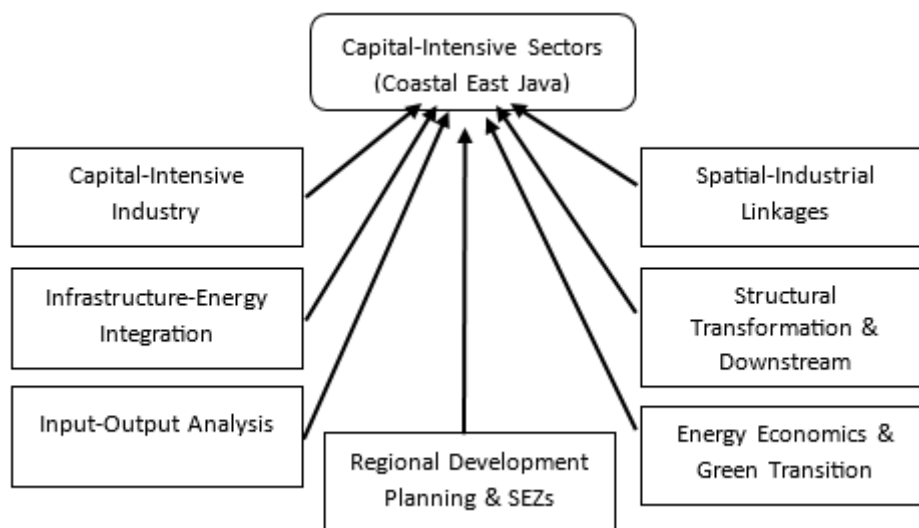 Capital-Intensive Sectors
(Coastal East Java)
Capital-Intensive
Industry
Infrastructure-Energy
Integration
Input-Output Analysis
Regional Development
Planning & SEZs
Spatial-Industrial
Linkages
Structural
Transformation &
Downstream
Energy Economics &
Green Transition